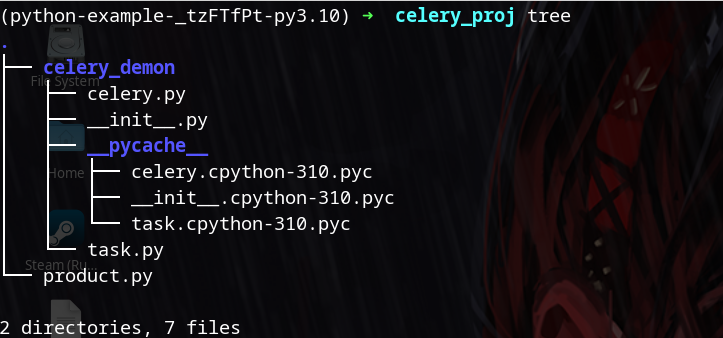 (python-example-_tzFTfPt-py3.10) ➜  celery_proj tree
.
├── celery_demon
│   ├── celery.py
│   ├── __init__.py
│   ├── __pycache__
│   │   ├── celery.cpython-310.pyc
│   │   ├── __init__.cpython-310.pyc
│   │   └── task.cpython-310.pyc
│   └── task.py
└── product.py
2 directories, 7 files
File System
Home
Steam (Ru...